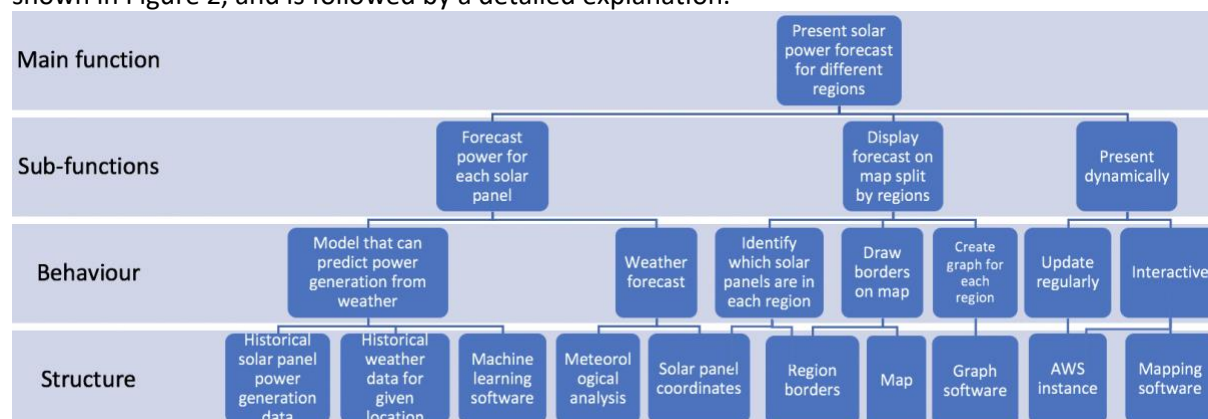 shown in Figure 2, and is followed by a detailed explanation.
Main function
Present solar
power forecast
for different
regions
Sub-functions
Forecast
power for
each solar
panel
Display
forecast on
map split
by regions
Present
dynamically
Behaviour
Model that can
predict power
generation from
weather
Weather
forecast
Identify
which solar
panels are in
each region
Draw
borders
on map
Create
graph for
each
region
Update
regularly
Interactive
Structure
Historical
solar panel
power
generation
data
Historical
weather
data for
given
location
Machine
learning
software
Meteorol
ogical
analysis
Solar panel
coordinates
Region
borders
Map
Graph
software
AWS
instance
Mapping
software